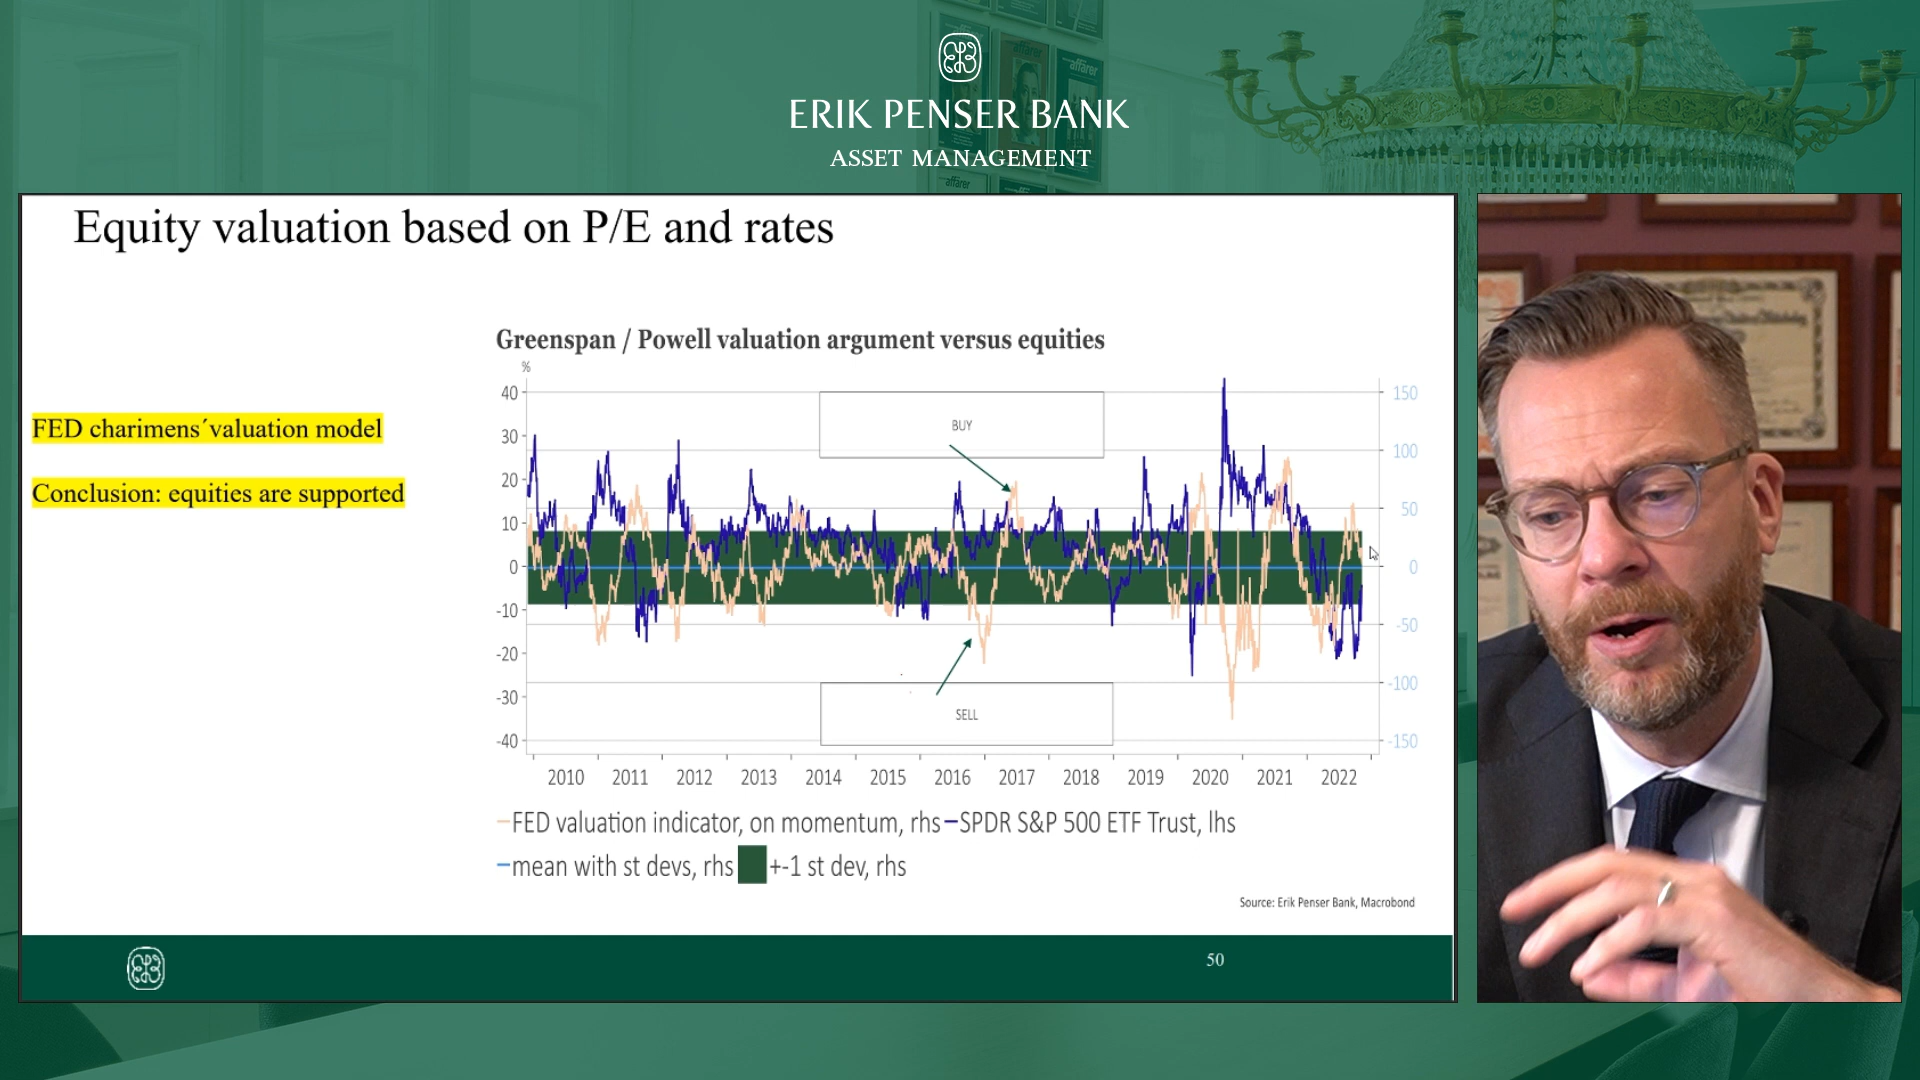 affärer
affärer
ERIK PENSER BANK
ASSET MANAGEMENT
affärer
Equity valuation based on P/E and rates
Greenspan / Powell valuation argument versus equities
FED charimens´valuation model
Conclusion: equities are supported
%
40
30
20
10
0
-10
-20
-30
-40
150
100
50
0
-50
-100
-150
BUY
SELL
2010 2011 2012 2013 2014 2015 2016 2017 2018 2019 2020 2021 2022
FED valuation indicator, on momentum, rhs SPDR S&P 500 ETF Trust, lhs
mean with st devs, rhs +-1 st dev, rhs
Source: Erik Penser Bank, Macrobond
50